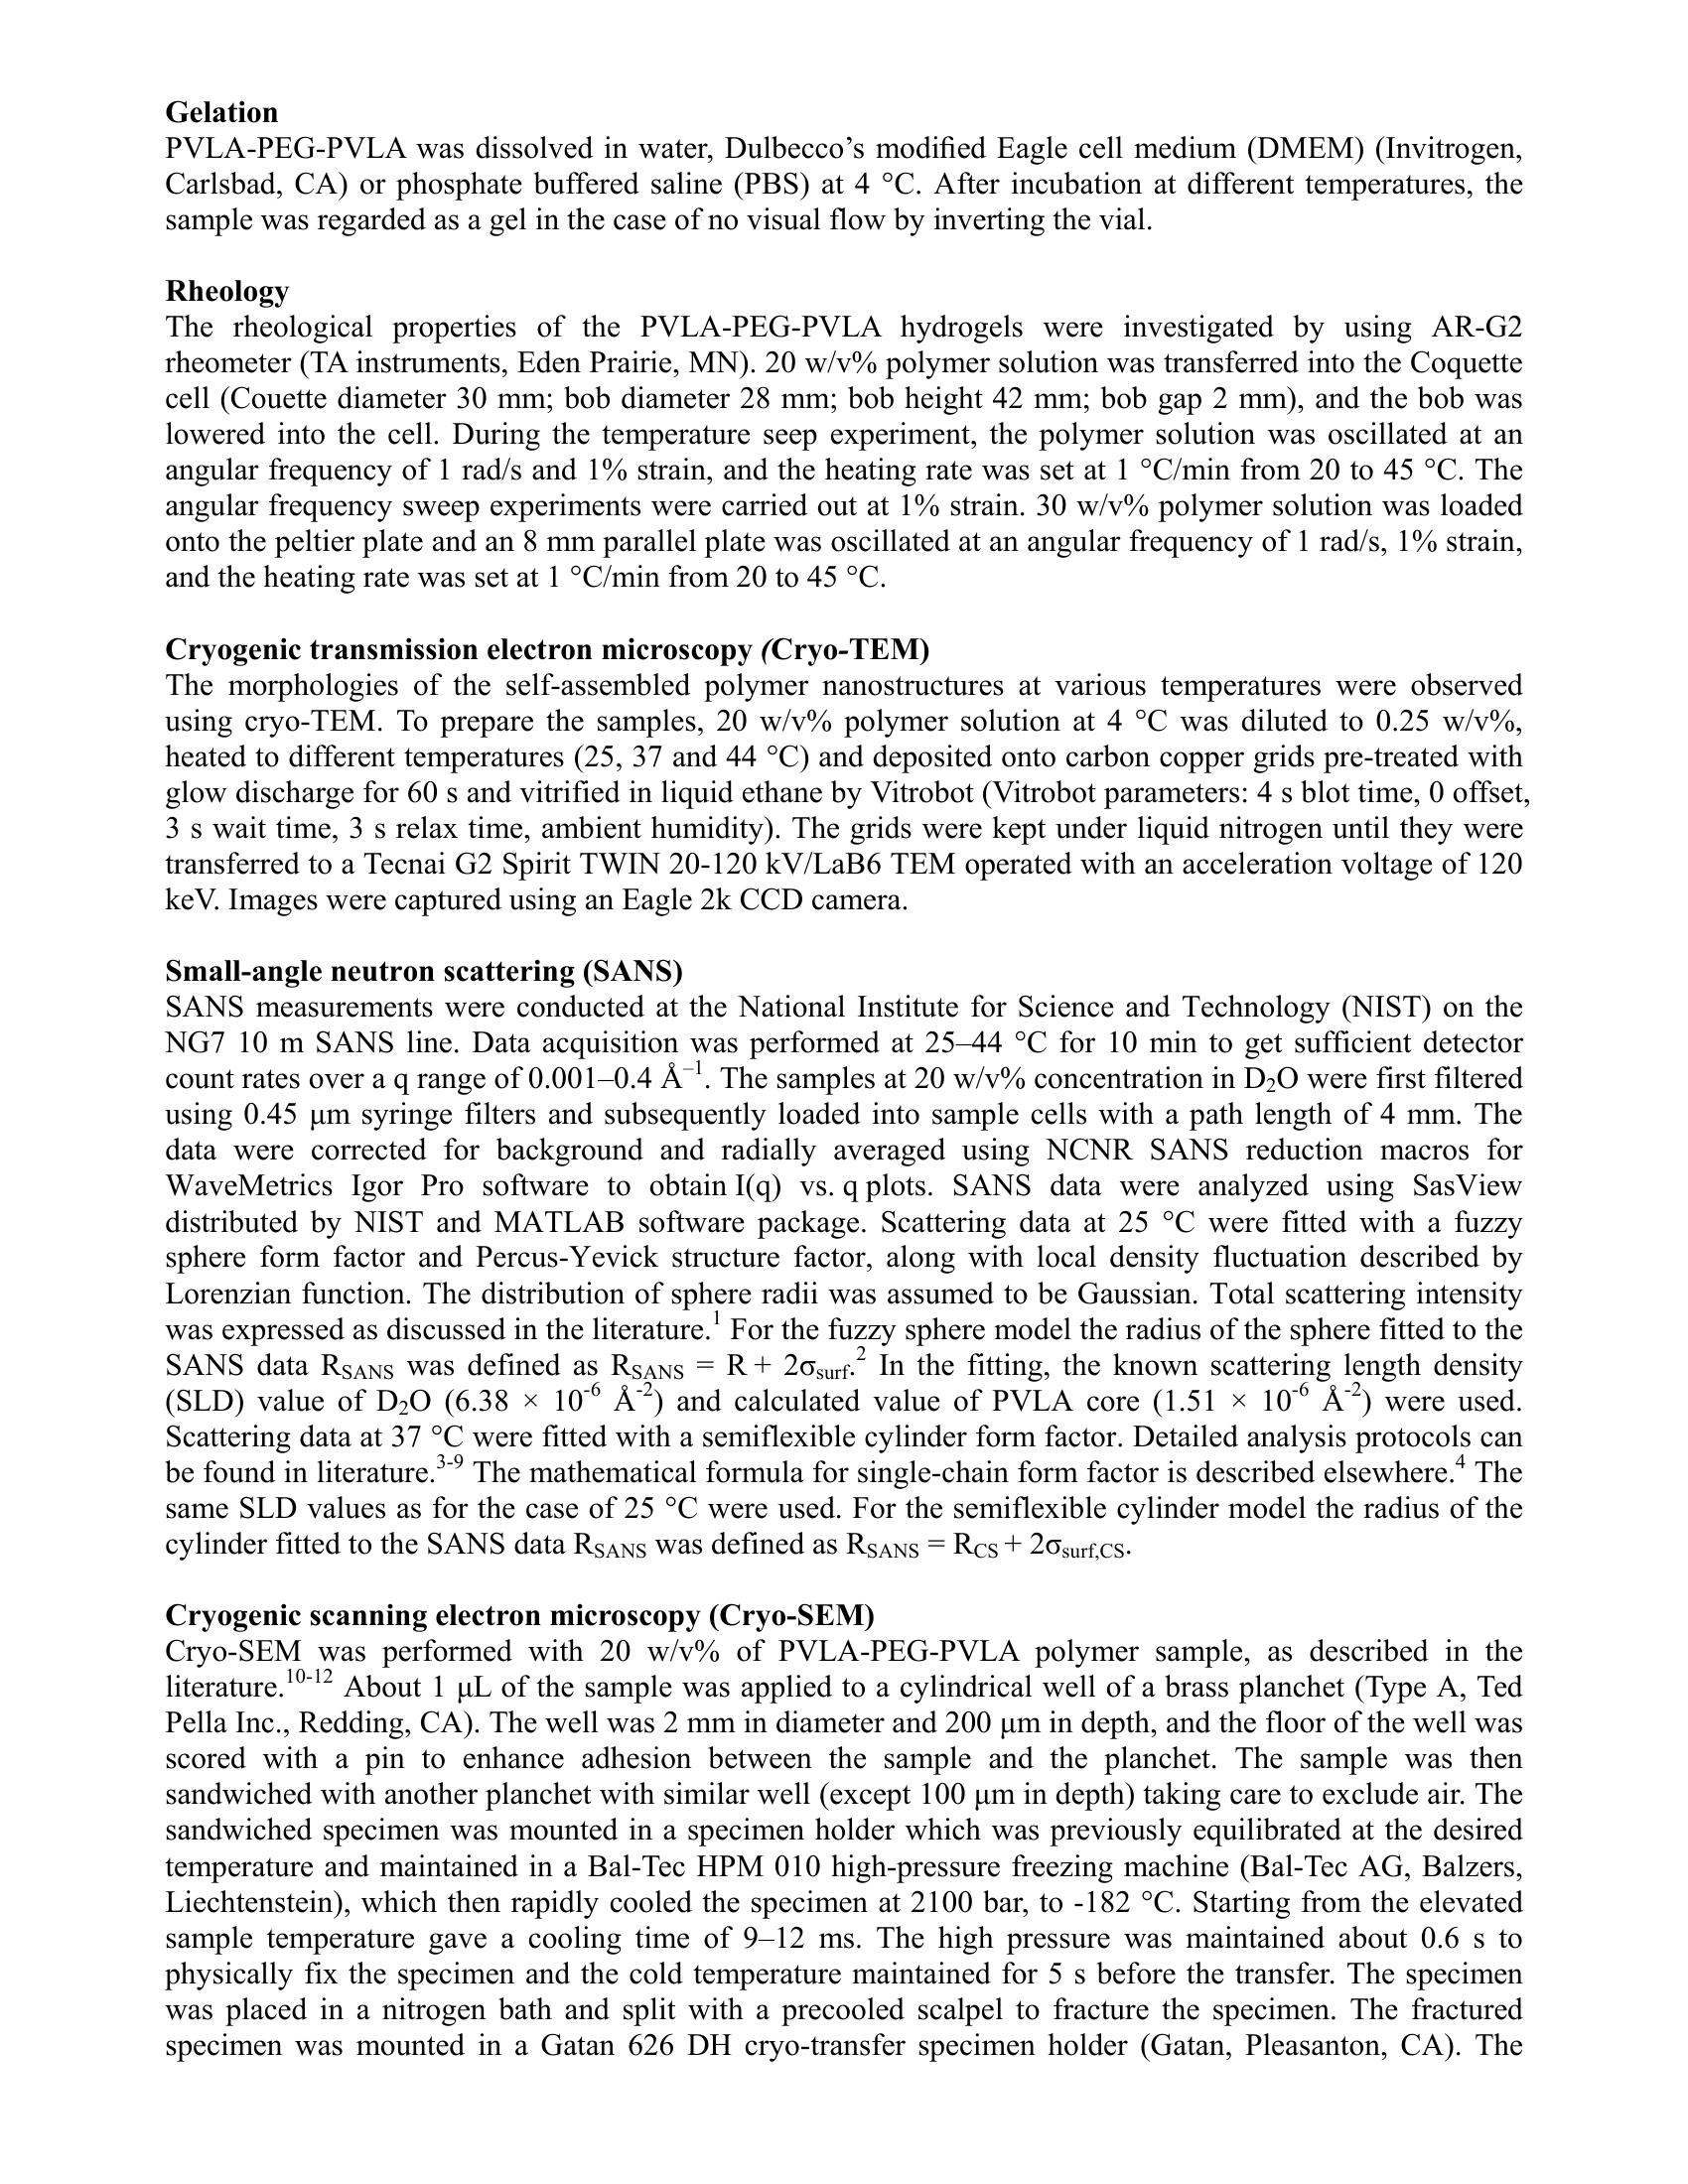 Gelation
PVLA-PEG-PVLA was dissolved in water, Dulbecco’s modified Eagle cell medium (DMEM) (Invitrogen,
Carlsbad, CA) or phosphate buffered saline (PBS) at 4 °C. After incubation at different temperatures, the
sample was regarded as a gel in the case of no visual flow by inverting the vial.
Rheology
The rheological properties of the PVLA-PEG-PVLA hydrogels were investigated by using AR-G2
rheometer (TA instruments, Eden Prairie, MN). 20 w/v% polymer solution was transferred into the Coquette
cell (Couette diameter 30 mm; bob diameter 28 mm; bob height 42 mm; bob gap 2 mm), and the bob was
lowered into the cell. During the temperature seep experiment, the polymer solution was oscillated at an
angular frequency of 1 rad/s and 1% strain, and the heating rate was set at 1 °C/min from 20 to 45 °C. The
angular frequency sweep experiments were carried out at 1% strain. 30 w/v% polymer solution was loaded
onto the peltier plate and an 8 mm parallel plate was oscillated at an angular frequency of 1 rad/s, 1% strain,
and the heating rate was set at 1 °C/min from 20 to 45 °C.
Cryogenic transmission electron microscopy (Cryo-TEM)
The morphologies of the self-assembled polymer nanostructures at various temperatures were observed
using cryo-TEM. To prepare the samples, 20 w/v% polymer solution at 4 °C was diluted to 0.25 w/v%,
heated to different temperatures (25, 37 and 44 °C) and deposited onto carbon copper grids pre-treated with
glow discharge for 60 s and vitrified in liquid ethane by Vitrobot (Vitrobot parameters: 4 s blot time, 0 offset,
3 s wait time, 3 s relax time, ambient humidity). The grids were kept under liquid nitrogen until they were
transferred to a Tecnai G2 Spirit TWIN 20-120 kV/LaB6 TEM operated with an acceleration voltage of 120
keV. Images were captured using an Eagle 2k CCD camera.
Small-angle neutron scattering (SANS)
SANS measurements were conducted at the National Institute for Science and Technology (NIST) on the
NG7 10 m SANS line. Data acquisition was performed at 25–44 °C for 10 min to get sufficient detector
count rates over a q range of 0.001–0.4 Å⁻¹. The samples at 20 w/v% concentration in D₂O were first filtered
using 0.45 μm syringe filters and subsequently loaded into sample cells with a path length of 4 mm. The
data were corrected for background and radially averaged using NCNR SANS reduction macros for
WaveMetrics Igor Pro software to obtain I(q) vs. q plots. SANS data were analyzed using SasView
distributed by NIST and MATLAB software package. Scattering data at 25 °C were fitted with a fuzzy
sphere form factor and Percus-Yevick structure factor, along with local density fluctuation described by
Lorenzian function. The distribution of sphere radii was assumed to be Gaussian. Total scattering intensity
was expressed as discussed in the literature.¹ For the fuzzy sphere model the radius of the sphere fitted to the
SANS data R_SANS was defined as R_SANS = R + 2σ_surf.² In the fitting, the known scattering length density
(SLD) value of D₂O (6.38 × 10⁻⁶ Å⁻²) and calculated value of PVLA core (1.51 × 10⁻⁶ Å⁻²) were used.
Scattering data at 37 °C were fitted with a semiflexible cylinder form factor. Detailed analysis protocols can
be found in literature.³⁻⁹ The mathematical formula for single-chain form factor is described elsewhere.⁴ The
same SLD values as for the case of 25 °C were used. For the semiflexible cylinder model the radius of the
cylinder fitted to the SANS data R_SANS was defined as R_SANS = R_CS + 2σ_surf,CS.
Cryogenic scanning electron microscopy (Cryo-SEM)
Cryo-SEM was performed with 20 w/v% of PVLA-PEG-PVLA polymer sample, as described in the
literature.¹⁰⁻¹² About 1 μL of the sample was applied to a cylindrical well of a brass planchet (Type A, Ted
Pella Inc., Redding, CA). The well was 2 mm in diameter and 200 μm in depth, and the floor of the well was
scored with a pin to enhance adhesion between the sample and the planchet. The sample was then
sandwiched with another planchet with similar well (except 100 μm in depth) taking care to exclude air. The
sandwiched specimen was mounted in a specimen holder which was previously equilibrated at the desired
temperature and maintained in a Bal-Tec HPM 010 high-pressure freezing machine (Bal-Tec AG, Balzers,
Liechtenstein), which then rapidly cooled the specimen at 2100 bar, to -182 °C. Starting from the elevated
sample temperature gave a cooling time of 9–12 ms. The high pressure was maintained about 0.6 s to
physically fix the specimen and the cold temperature maintained for 5 s before the transfer. The specimen
was placed in a nitrogen bath and split with a precooled scalpel to fracture the specimen. The fractured
specimen was mounted in a Gatan 626 DH cryo-transfer specimen holder (Gatan, Pleasanton, CA). The